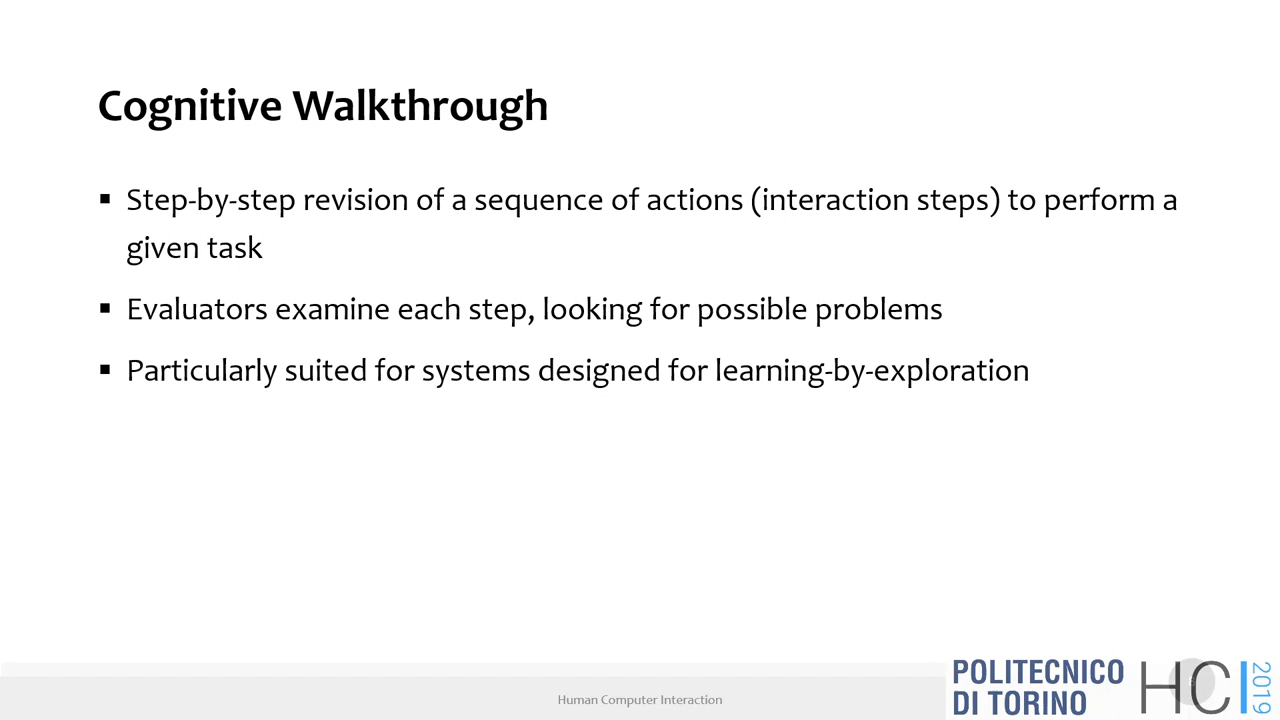 Cognitive Walkthrough
▪ Step-by-step revision of a sequence of actions (interaction steps) to perform a
given task
▪ Evaluators examine each step, looking for possible problems
▪ Particularly suited for systems designed for learning-by-exploration
Human Computer Interaction
POLITECNICO
DI TORINO
HCI
2019